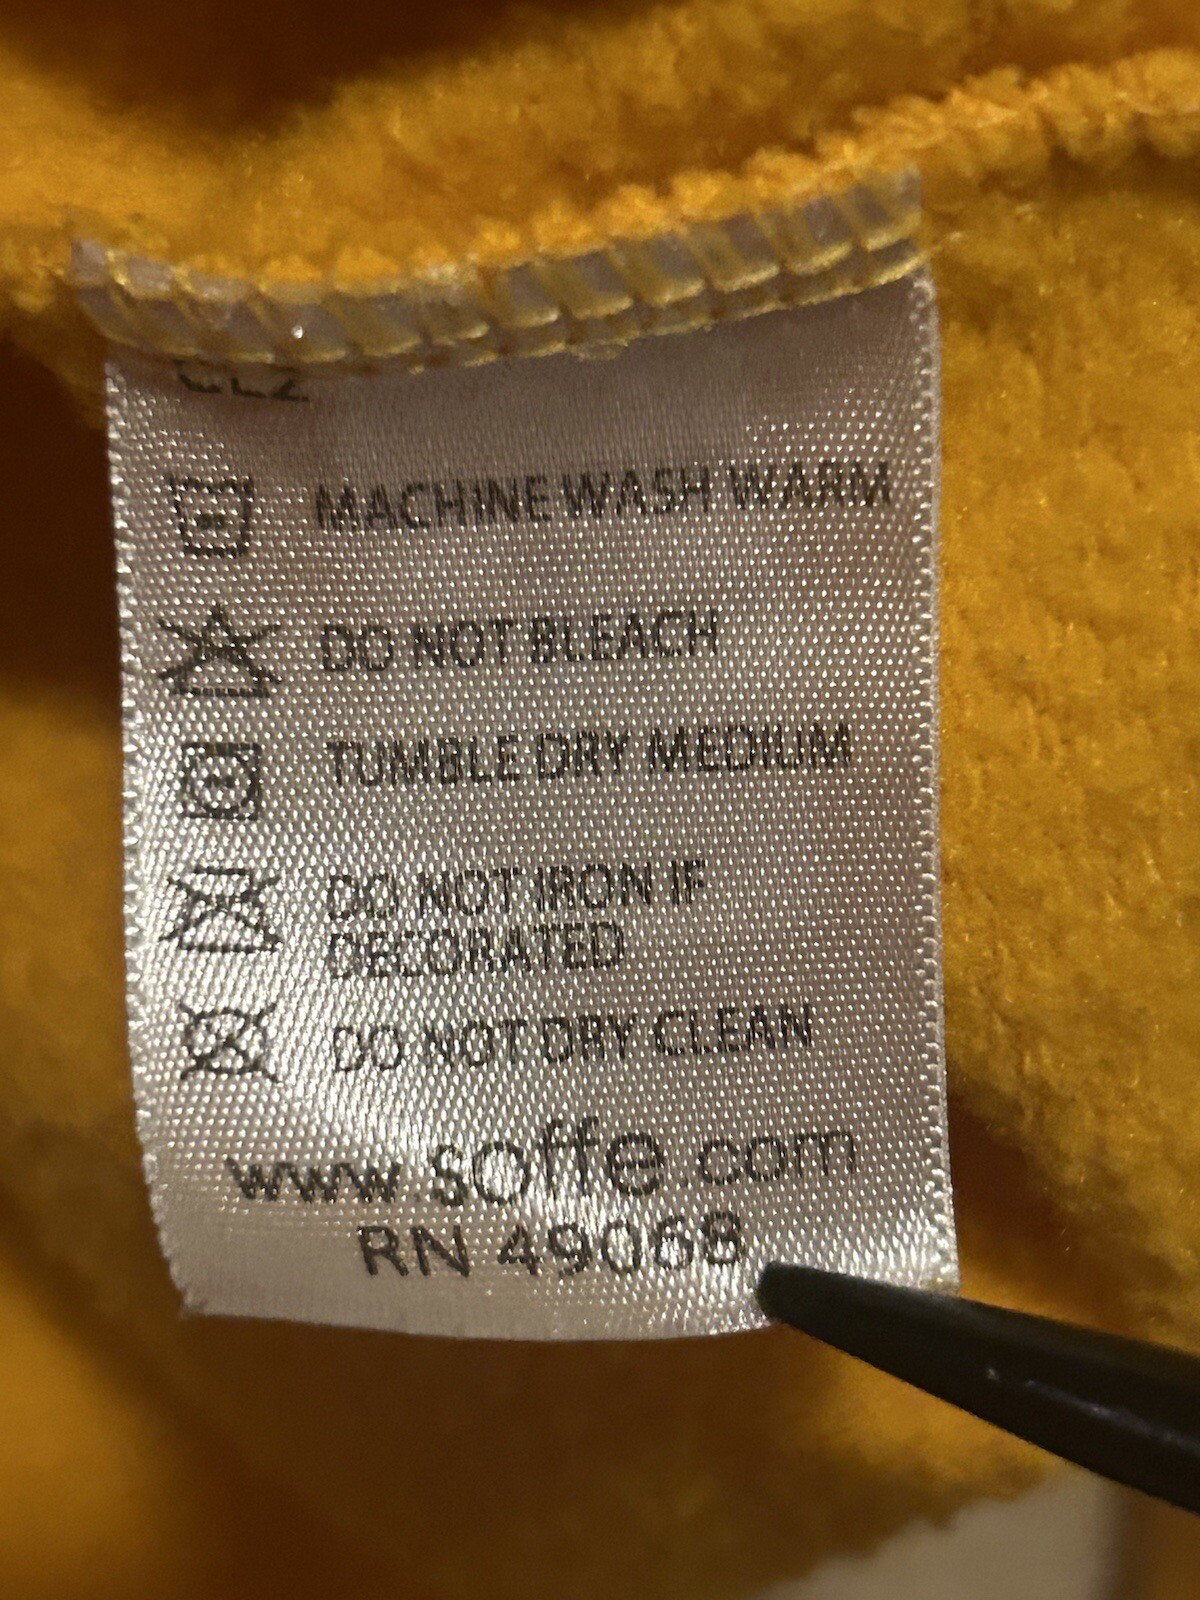 MACHINE WASH WARM
DO NOT BLEACH
TUMBLE DRY MEDIUM
DO NOT IRON IF
DECORATED
DO NOT DRY CLEAN
www.soffe.com
RN 49068